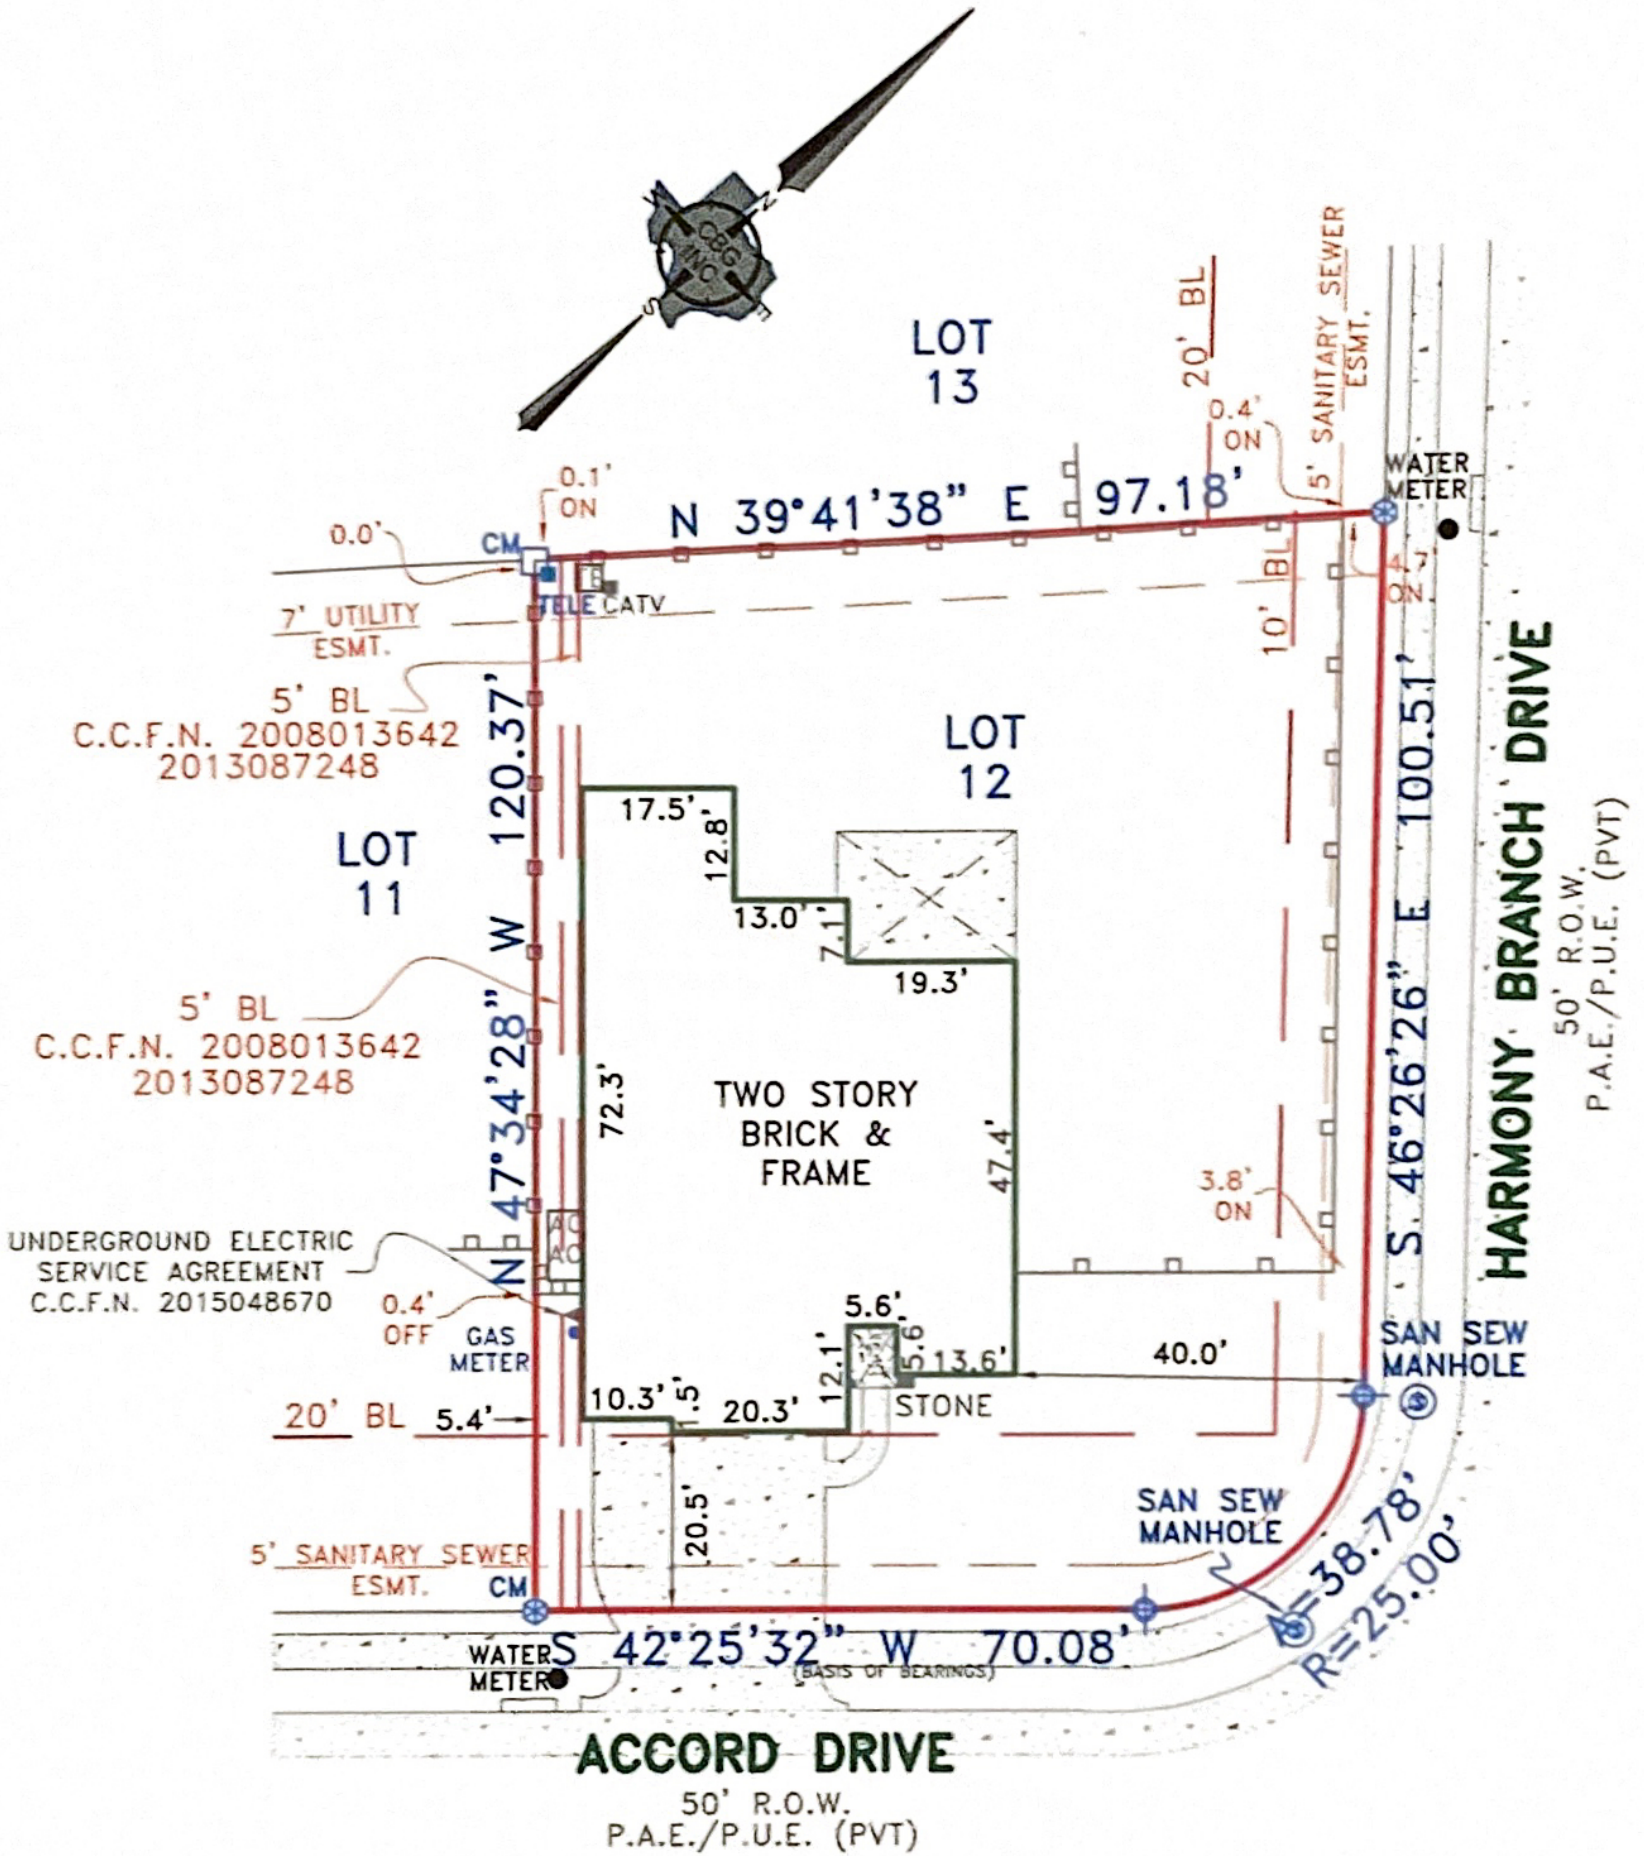 N
W
CBG
INC
S
E
LOT
13
20' BL
5' SANITARY SEWER
ESMT.
0.4'
ON
WATER
METER
0.1'
ON
N 39°41'38" E 97.18'
0.0'
CM
4.7'
ON
TELE
CATV
10' BL
7' UTILITY
ESMT.
5' BL
C.C.F.N. 2008013642
2013087248
LOT
12
LOT
11
N 47°34'28" W 120.37'
17.5'
12.8'
13.0'
7.1'
19.3'
S 46°26'26" E 100.51'
HARMONY BRANCH DRIVE
50' R.O.W.
P.A.E./P.U.E. (PVT)
5' BL
C.C.F.N. 2008013642
2013087248
72.3'
TWO STORY
BRICK &
FRAME
47.4'
3.8'
ON
AC
AC
UNDERGROUND ELECTRIC
SERVICE AGREEMENT
C.C.F.N. 2015048670
0.4'
OFF
GAS
METER
5.6'
5.6'
12.1'
13.6'
40.0'
SAN SEW
MANHOLE
S
STONE
10.3'
1.5'
20.3'
20' BL
5.4'
20.5'
SAN SEW
MANHOLE
S
A=38.78'
R=25.00'
5' SANITARY SEWER
ESMT.
CM
WATER
METER
S 42°25'32" W 70.08'
(BASIS OF BEARINGS)
ACCORD DRIVE
50' R.O.W.
P.A.E./P.U.E. (PVT)